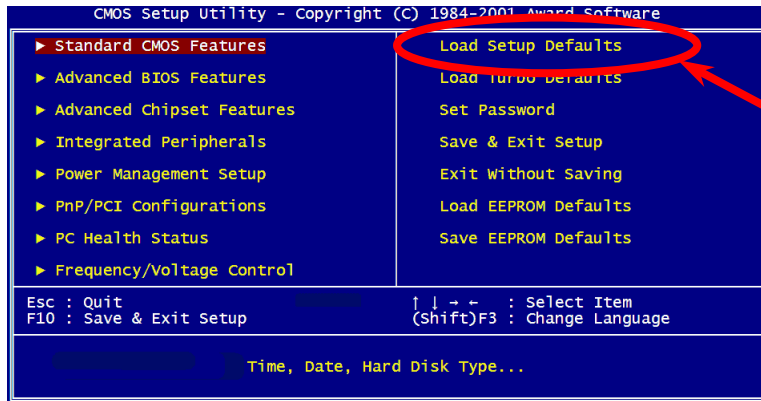 CMOS Setup Utility - Copyright (C) 1984-2001 Award Software
▶ Standard CMOS Features
▶ Advanced BIOS Features
▶ Advanced Chipset Features
▶ Integrated Peripherals
▶ Power Management Setup
▶ PnP/PCI Configurations
▶ PC Health Status
▶ Frequency/Voltage Control
Load Setup Defaults
Load Turbo Defaults
Set Password
Save & Exit Setup
Exit Without Saving
Load EEPROM Defaults
Save EEPROM Defaults
Esc : Quit
F10 : Save & Exit Setup
↑ ↓ → ← : Select Item
(Shift)F3 : Change Language
Time, Date, Hard Disk Type...